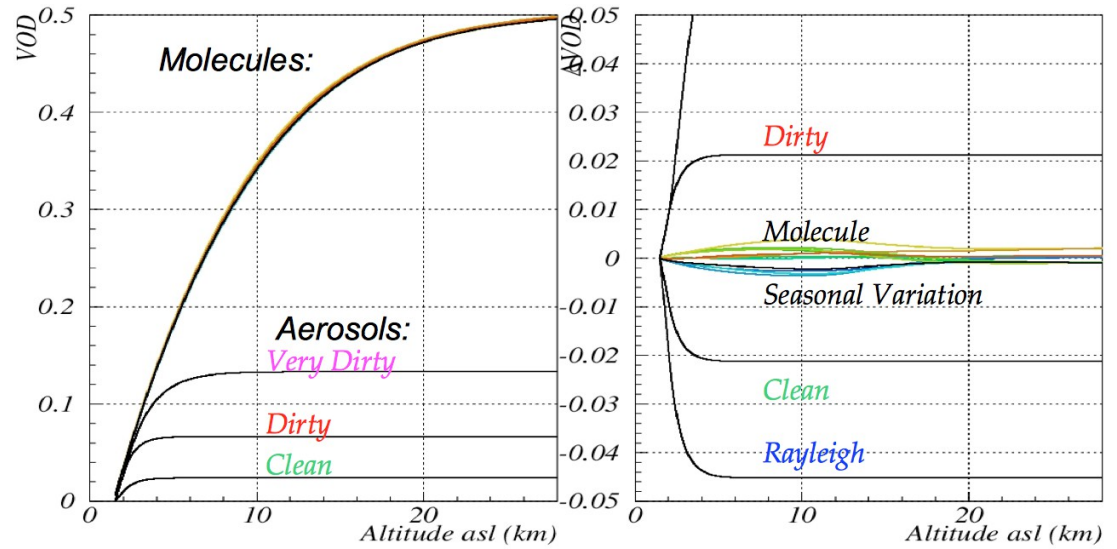 VOD
0.5
0.4
0.3
0.2
0.1
0
Molecules:
Aerosols:
Very Dirty
Dirty
Clean
0
10
20
Altitude asl (km)
ΔVOD
0.05
0.04
0.03
0.02
0.01
0
-0.01
-0.02
-0.03
-0.04
-0.05
Dirty
Molecule
Seasonal Variation
Clean
Rayleigh
0
10
20
Altitude asl (km)